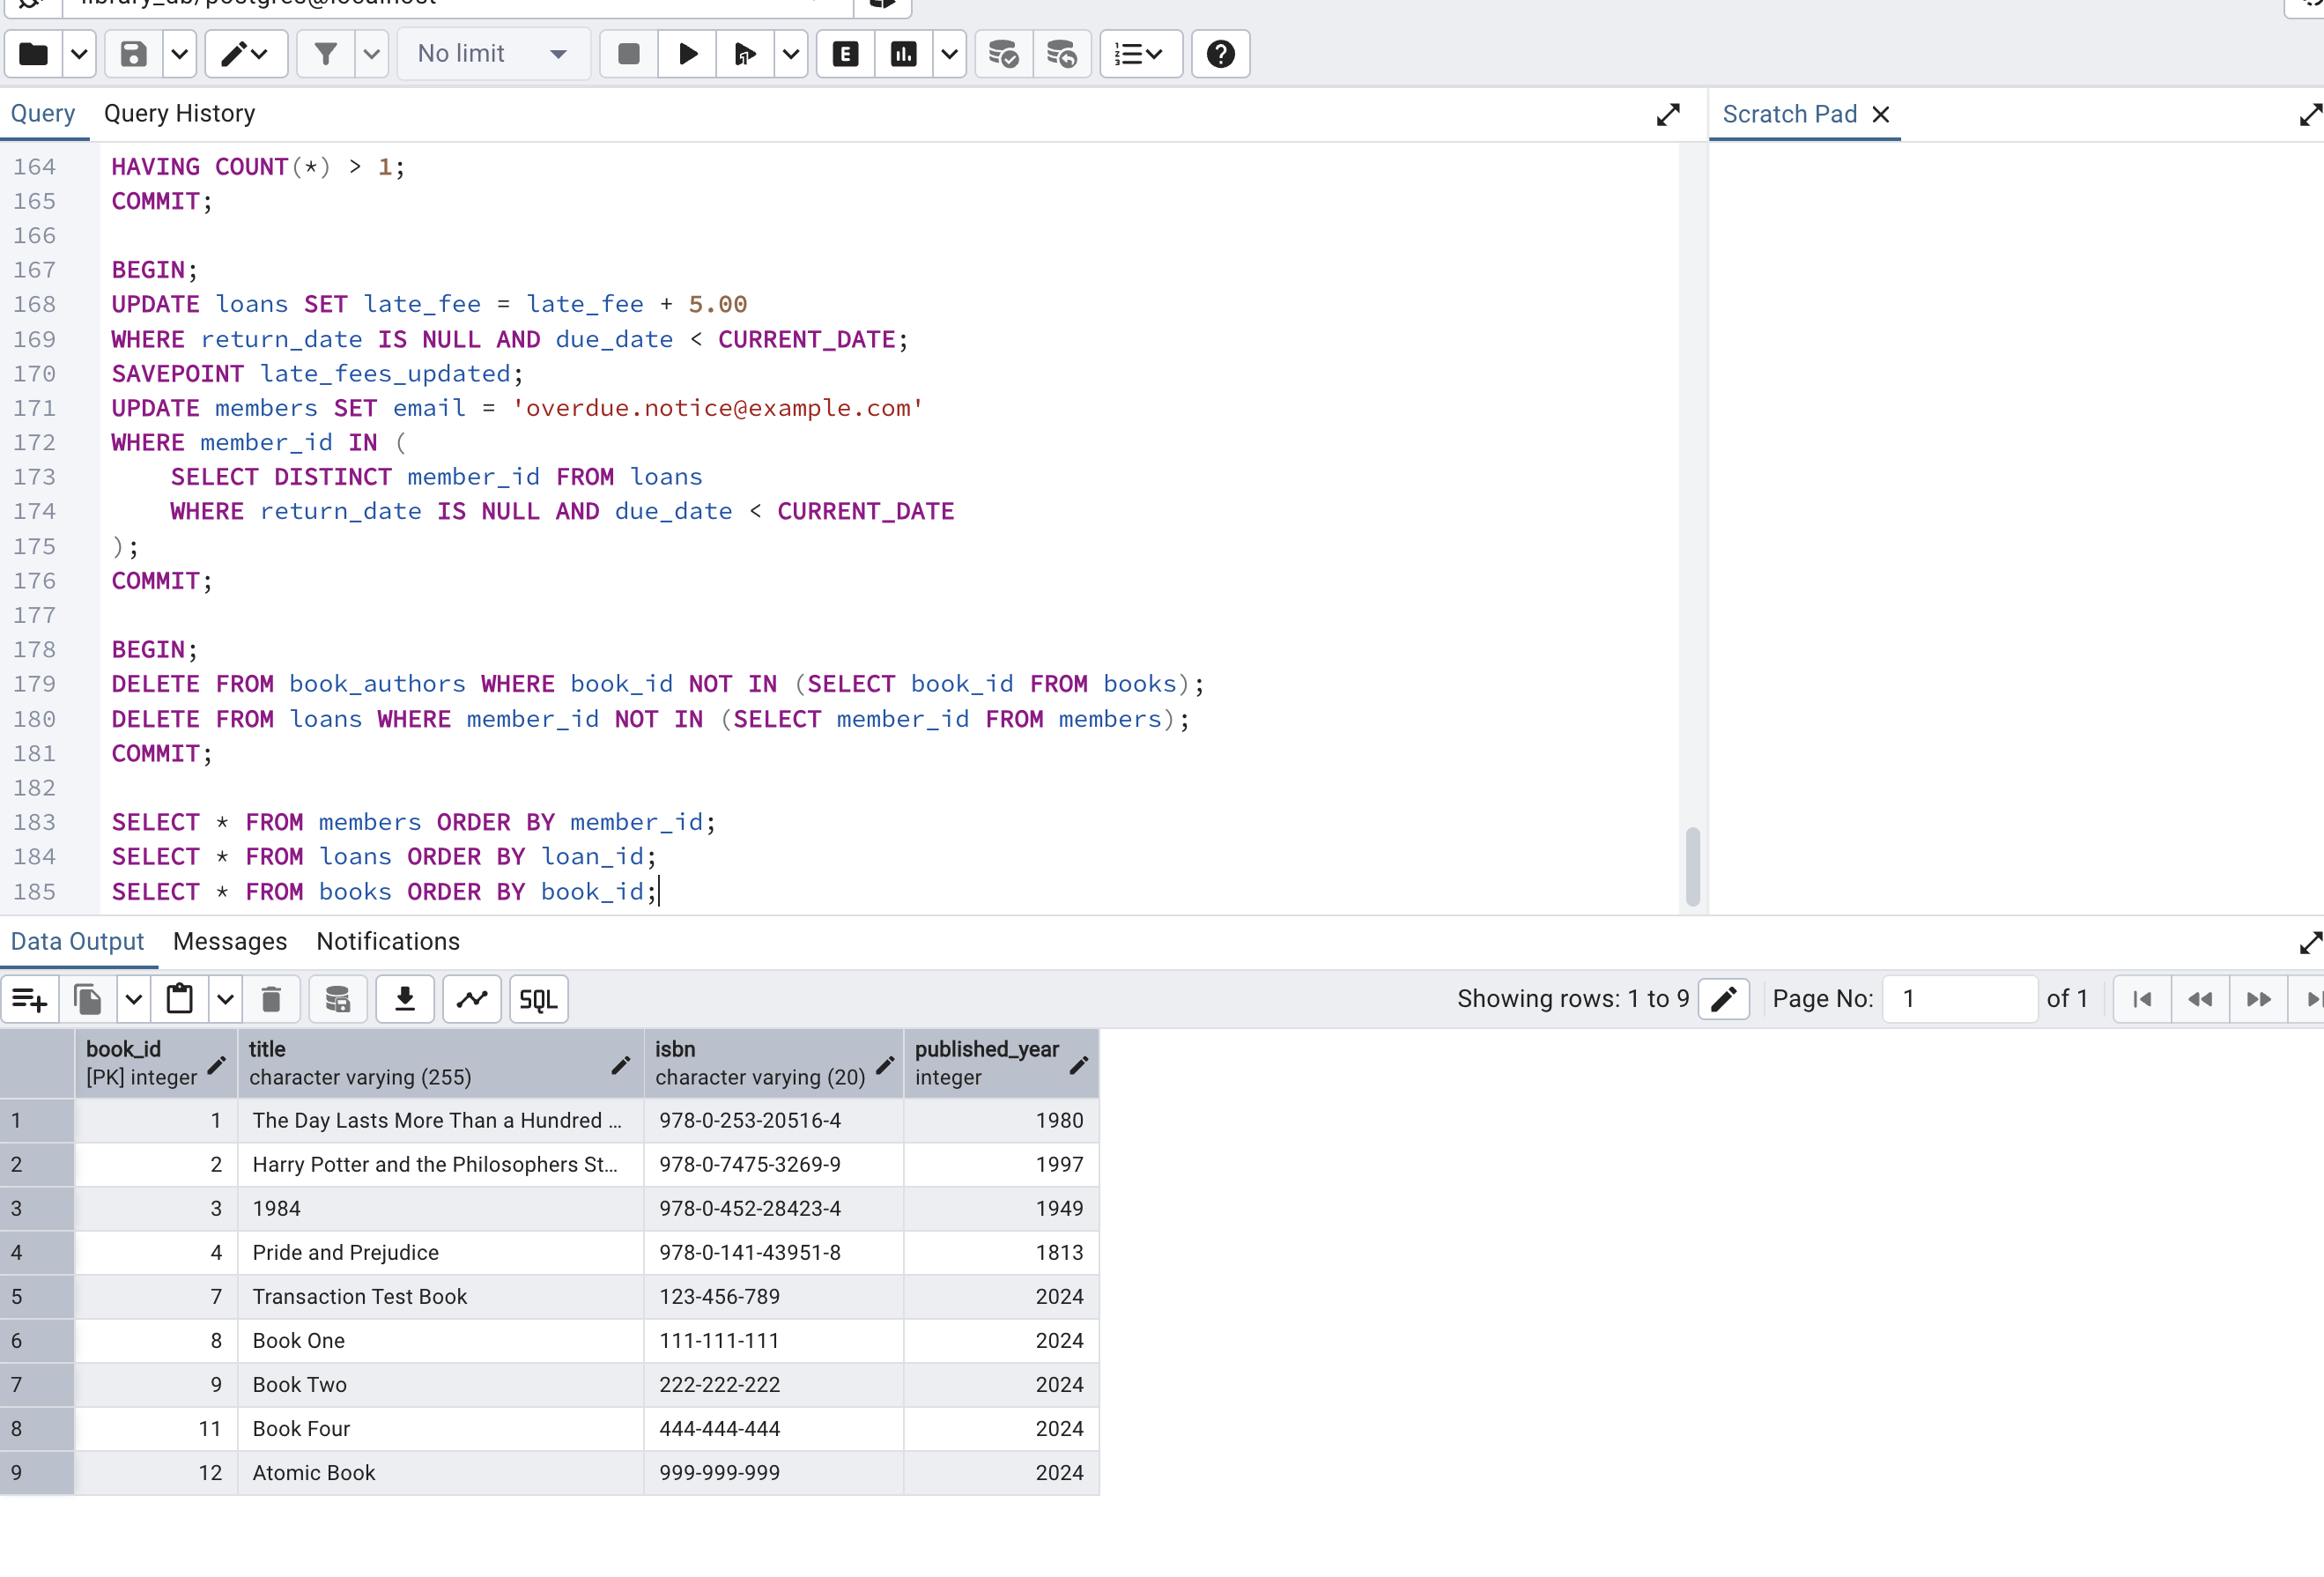 library_db/postgres@localhost
No limit
E
Query Query History
Scratch Pad
164 HAVING COUNT(*) > 1;
165 COMMIT;
166
167 BEGIN;
168 UPDATE loans SET late_fee = late_fee + 5.00
169 WHERE return_date IS NULL AND due_date < CURRENT_DATE;
170 SAVEPOINT late_fees_updated;
171 UPDATE members SET email = 'overdue.notice@example.com'
172 WHERE member_id IN (
173     SELECT DISTINCT member_id FROM loans
174     WHERE return_date IS NULL AND due_date < CURRENT_DATE
175 );
176 COMMIT;
177
178 BEGIN;
179 DELETE FROM book_authors WHERE book_id NOT IN (SELECT book_id FROM books);
180 DELETE FROM loans WHERE member_id NOT IN (SELECT member_id FROM members);
181 COMMIT;
182
183 SELECT * FROM members ORDER BY member_id;
184 SELECT * FROM loans ORDER BY loan_id;
185 SELECT * FROM books ORDER BY book_id;
Data Output Messages Notifications
SQL Showing rows: 1 to 9 Page No: 1 of 1
book_id title isbn published_year
[PK] integer character varying (255) character varying (20) integer
1 1 The Day Lasts More Than a Hundred ... 978-0-253-20516-4 1980
2 2 Harry Potter and the Philosophers St... 978-0-7475-3269-9 1997
3 3 1984 978-0-452-28423-4 1949
4 4 Pride and Prejudice 978-0-141-43951-8 1813
5 7 Transaction Test Book 123-456-789 2024
6 8 Book One 111-111-111 2024
7 9 Book Two 222-222-222 2024
8 11 Book Four 444-444-444 2024
9 12 Atomic Book 999-999-999 2024